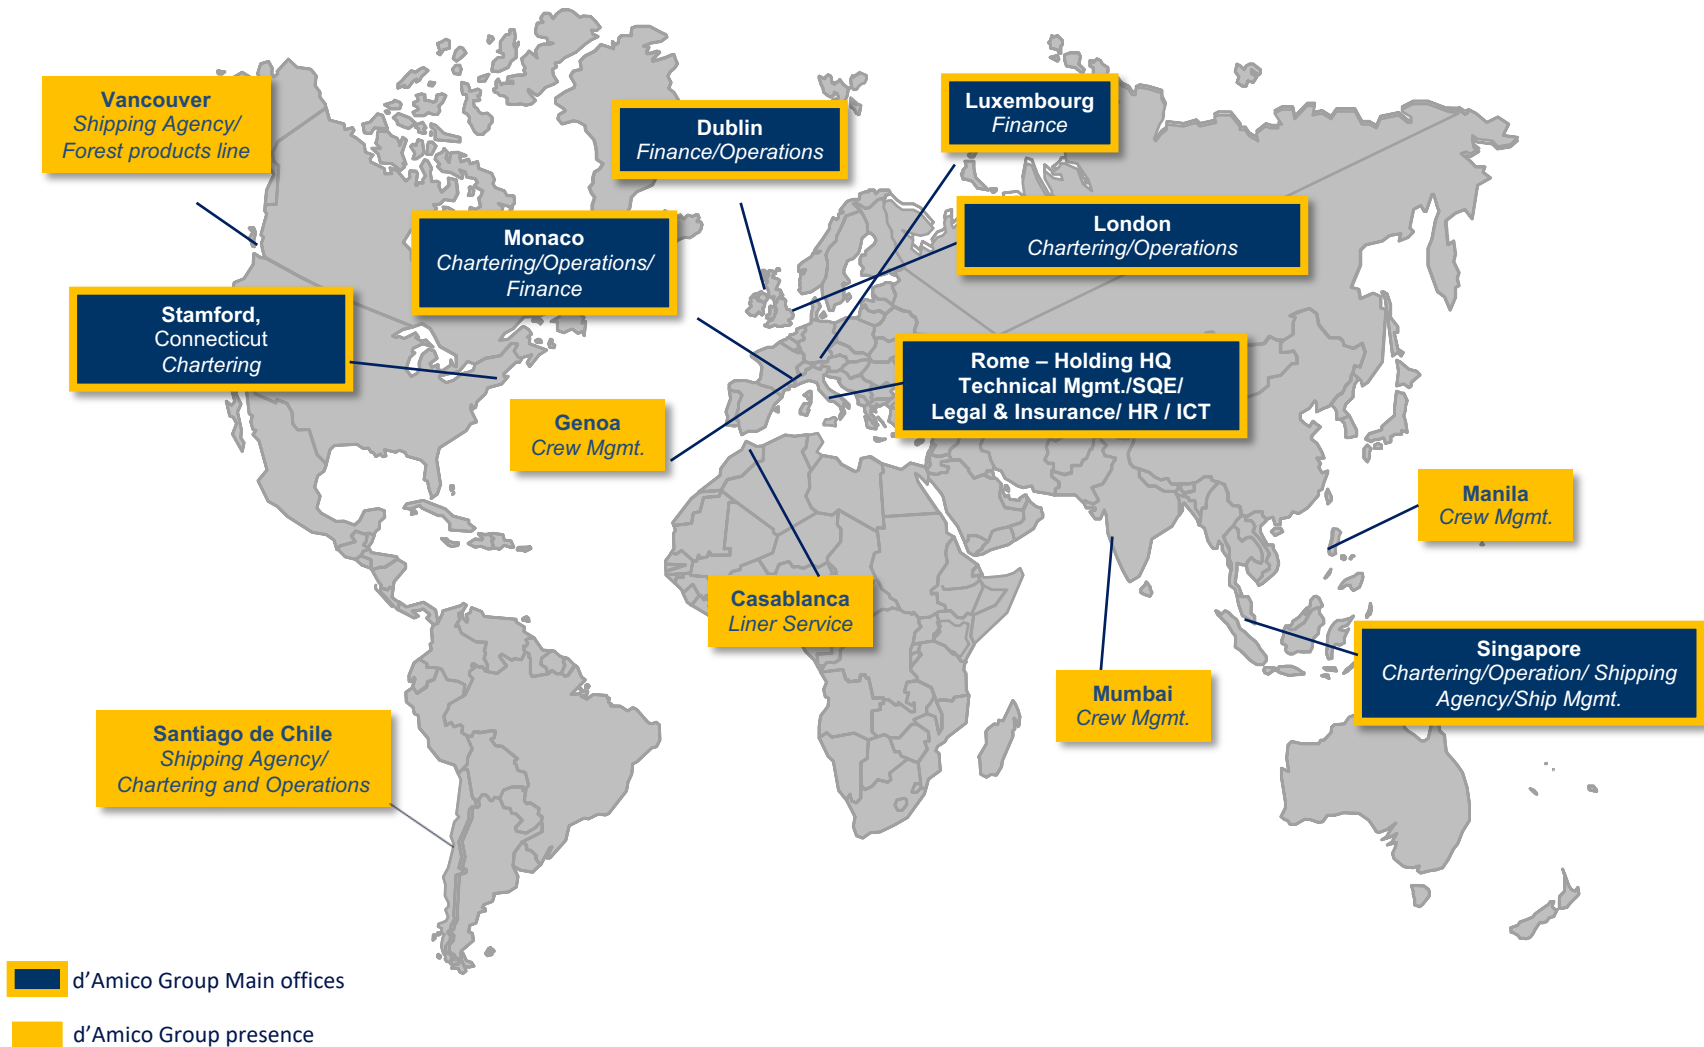 Vancouver
Shipping Agency/
Forest products line
Dublin
Finance/Operations
Luxembourg
Finance
Monaco
Chartering/Operations/
Finance
London
Chartering/Operations
Stamford,
Connecticut
Chartering
Rome – Holding HQ
Technical Mgmt./SQE/
Legal & Insurance/ HR / ICT
Genoa
Crew Mgmt.
Manila
Crew Mgmt.
Casablanca
Liner Service
Singapore
Chartering/Operation/ Shipping
Agency/Ship Mgmt.
Mumbai
Crew Mgmt.
Santiago de Chile
Shipping Agency/
Chartering and Operations
d’Amico Group Main offices
d’Amico Group presence